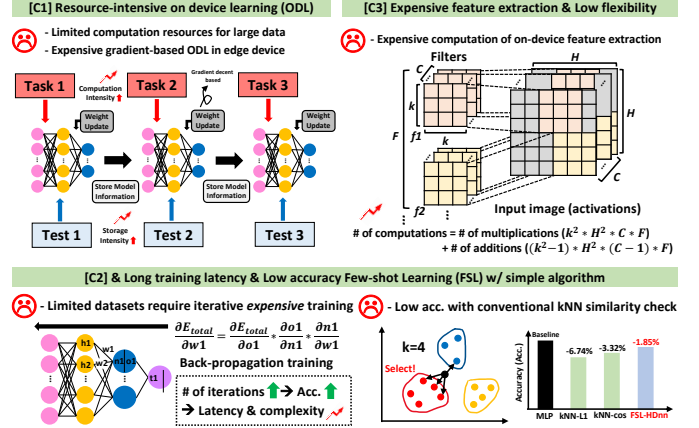 [C1] Resource-intensive on device learning (ODL)
- Limited computation resources for large data
- Expensive gradient-based ODL in edge device
Task 1
Computation
Intensity
Task 2
Gradient decent
based
Task 3
Weight
Update
Weight
Update
Weight
Update
Store Model
Information
Store Model
Information
Test 1
Storage
Intensity
Test 2
Test 3
[C3] Expensive feature extraction & Low flexibility
- Expensive computation of on-device feature extraction
Filters
H
C
k
f1
k
F
H
C
f2
Input image (activations)
# of computations = # of multiplications (k² * H² * C * F)
+ # of additions ((k²−1) * H² * (C − 1) * F)
[C2] & Long training latency & Low accuracy Few-shot Learning (FSL) w/ simple algorithm
- Limited datasets require iterative expensive training
∂E_total/∂w1 = ∂E_total/∂o1 * ∂o1/∂n1 * ∂n1/∂w1
h1
w1
h2
w2
n1
o1
t1
Back-propagation training
# of iterations → Acc.
→ Latency & complexity
- Low acc. with conventional kNN similarity check
k=4
Select!
Accuracy (Acc.)
Baseline
-6.74%
-3.32%
-1.85%
MLP
kNN-L1
kNN-cos
FSL-HDnn